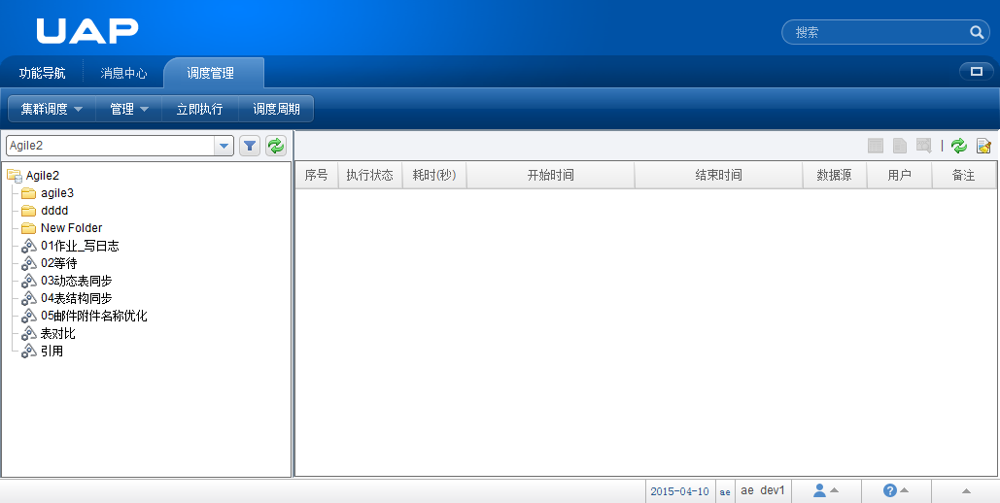 UAP
搜索
功能导航 消息中心 调度管理
集群调度 管理 立即执行 调度周期
Agile2
序号 执行状态 耗时(秒) 开始时间 结束时间 数据源 用户 备注
Agile2
agile3
dddd
New Folder
01作业_写日志
02等待
03动态表同步
04表结构同步
05邮件附件名称优化
表对比
引用
2015-04-10 ae ae dev1